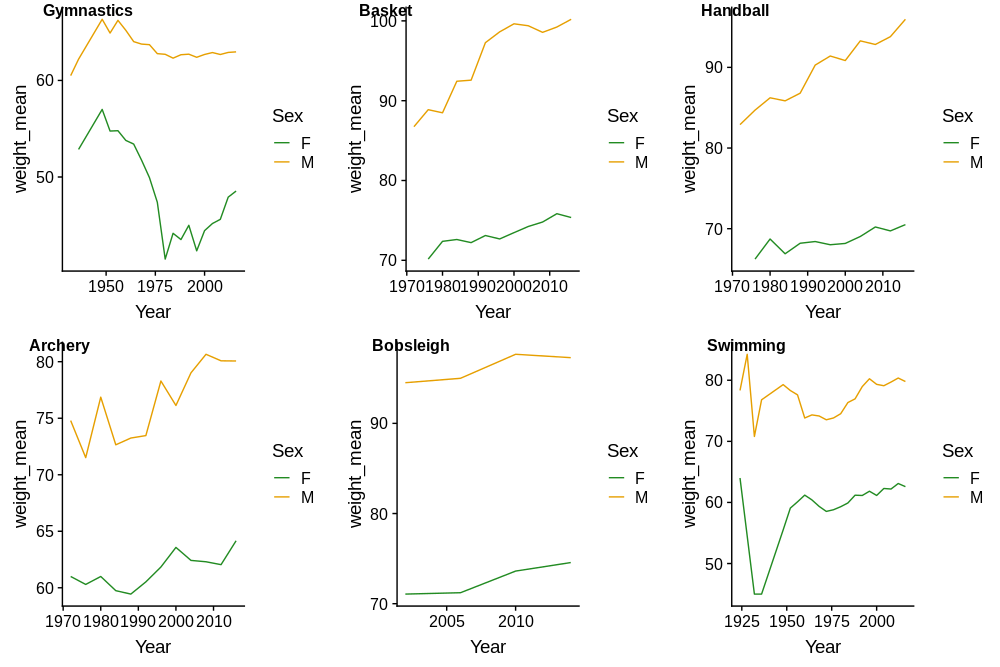 Gymnastics
weight_mean
60
50
1950 1975 2000
Year
Sex
F
M
Basket
weight_mean
100
90
80
70
1970 1980 1990 2000 2010
Year
Sex
F
M
Handball
weight_mean
90
80
70
1970 1980 1990 2000 2010
Year
Sex
F
M
Archery
weight_mean
80
75
70
65
60
1970 1980 1990 2000 2010
Year
Sex
F
M
Bobsleigh
weight_mean
90
80
70
2005 2010
Year
Sex
F
M
Swimming
weight_mean
80
70
60
50
1925 1950 1975 2000
Year
Sex
F
M